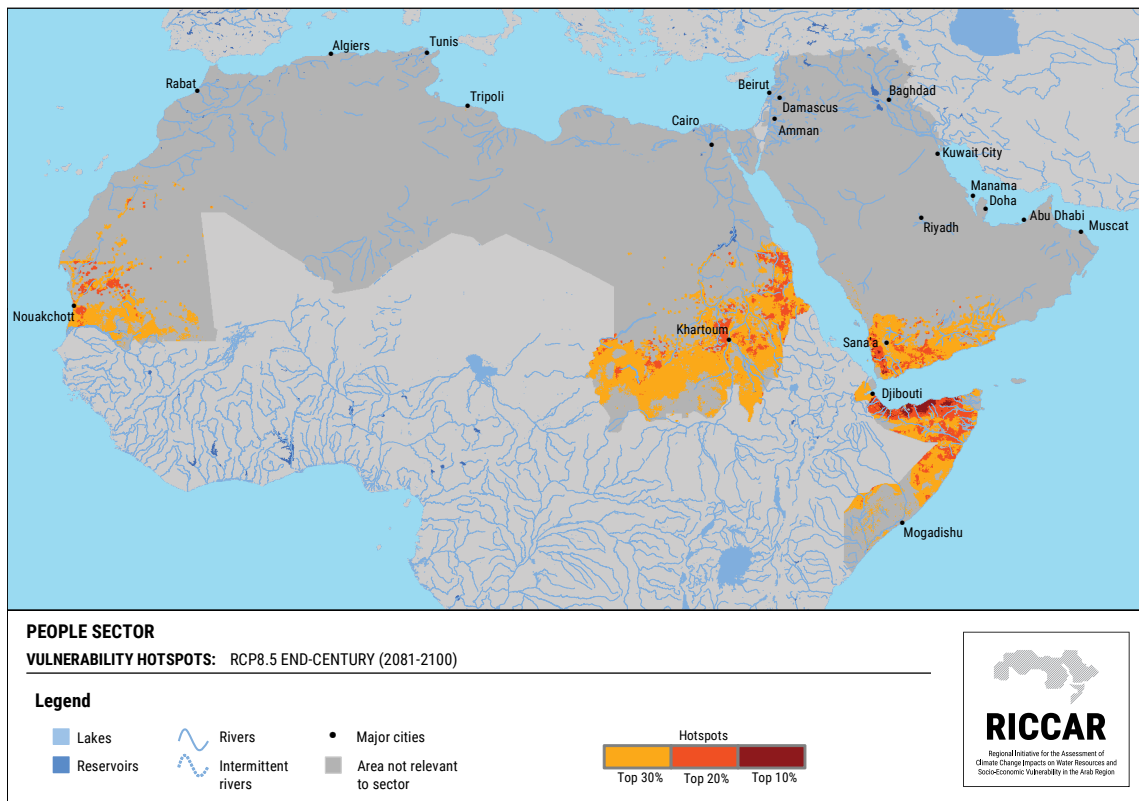 Algiers
Tunis
Rabat
Tripoli
Beirut
Damascus
Baghdad
Amman
Cairo
Kuwait City
Manama
Doha
Abu Dhabi
Muscat
Riyadh
Nouakchott
Khartoum
Sana'a
Djibouti
Mogadishu
PEOPLE SECTOR
VULNERABILITY HOTSPOTS: RCP8.5 END-CENTURY (2081-2100)
Legend
Lakes
Rivers
Major cities
Reservoirs
Intermittent
rivers
Area not relevant
to sector
Hotspots
Top 30% Top 20% Top 10%
RICCAR
Regional Initiative for the Assessment of
Climate Change Impacts on Water Resources and
Socio-Economic Vulnerability in the Arab Region